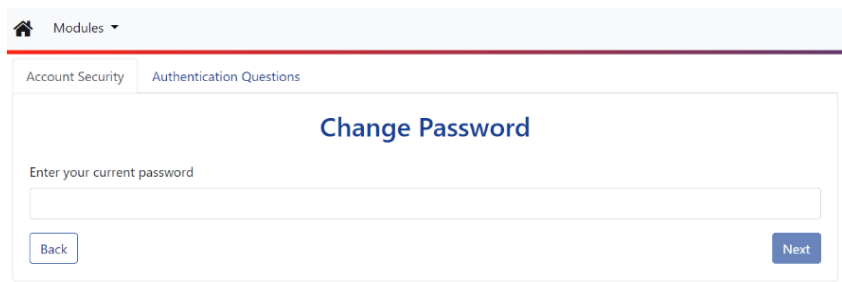 Modules
Account Security Authentication Questions
Change Password
Enter your current password
Back Next